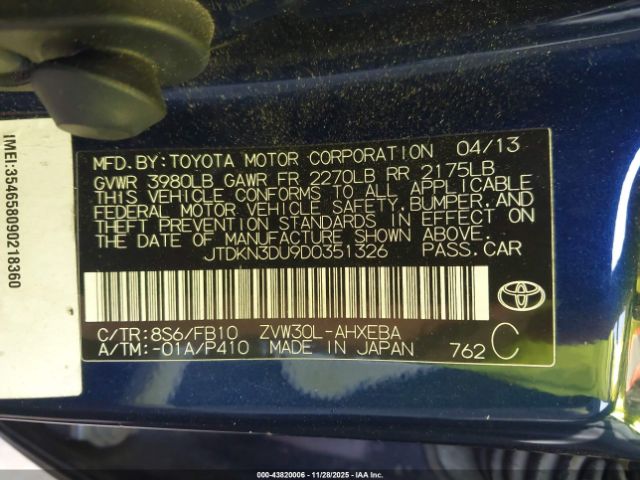 MFD. BY: TOYOTA MOTOR CORPORATION 04/13
GVWR 3980LB GAWR FR 2270LB RR 2175LB
THIS VEHICLE CONFORMS TO ALL APPLICABLE
FEDERAL MOTOR VEHICLE SAFETY, BUMPER, AND
THEFT PREVENTION STANDARDS IN EFFECT ON
THE DATE OF MANUFACTURE SHOWN ABOVE.
JTDKN3DU9D0351326 PASS. CAR
C/TR: 8S6/FB10 ZVW30L-AHXEBA
A/TM: -01A/P410 MADE IN JAPAN 762 C
TOYOTA
IMEI:354658090218360
000-43820006 - 11/28/2025 - IAAI.com